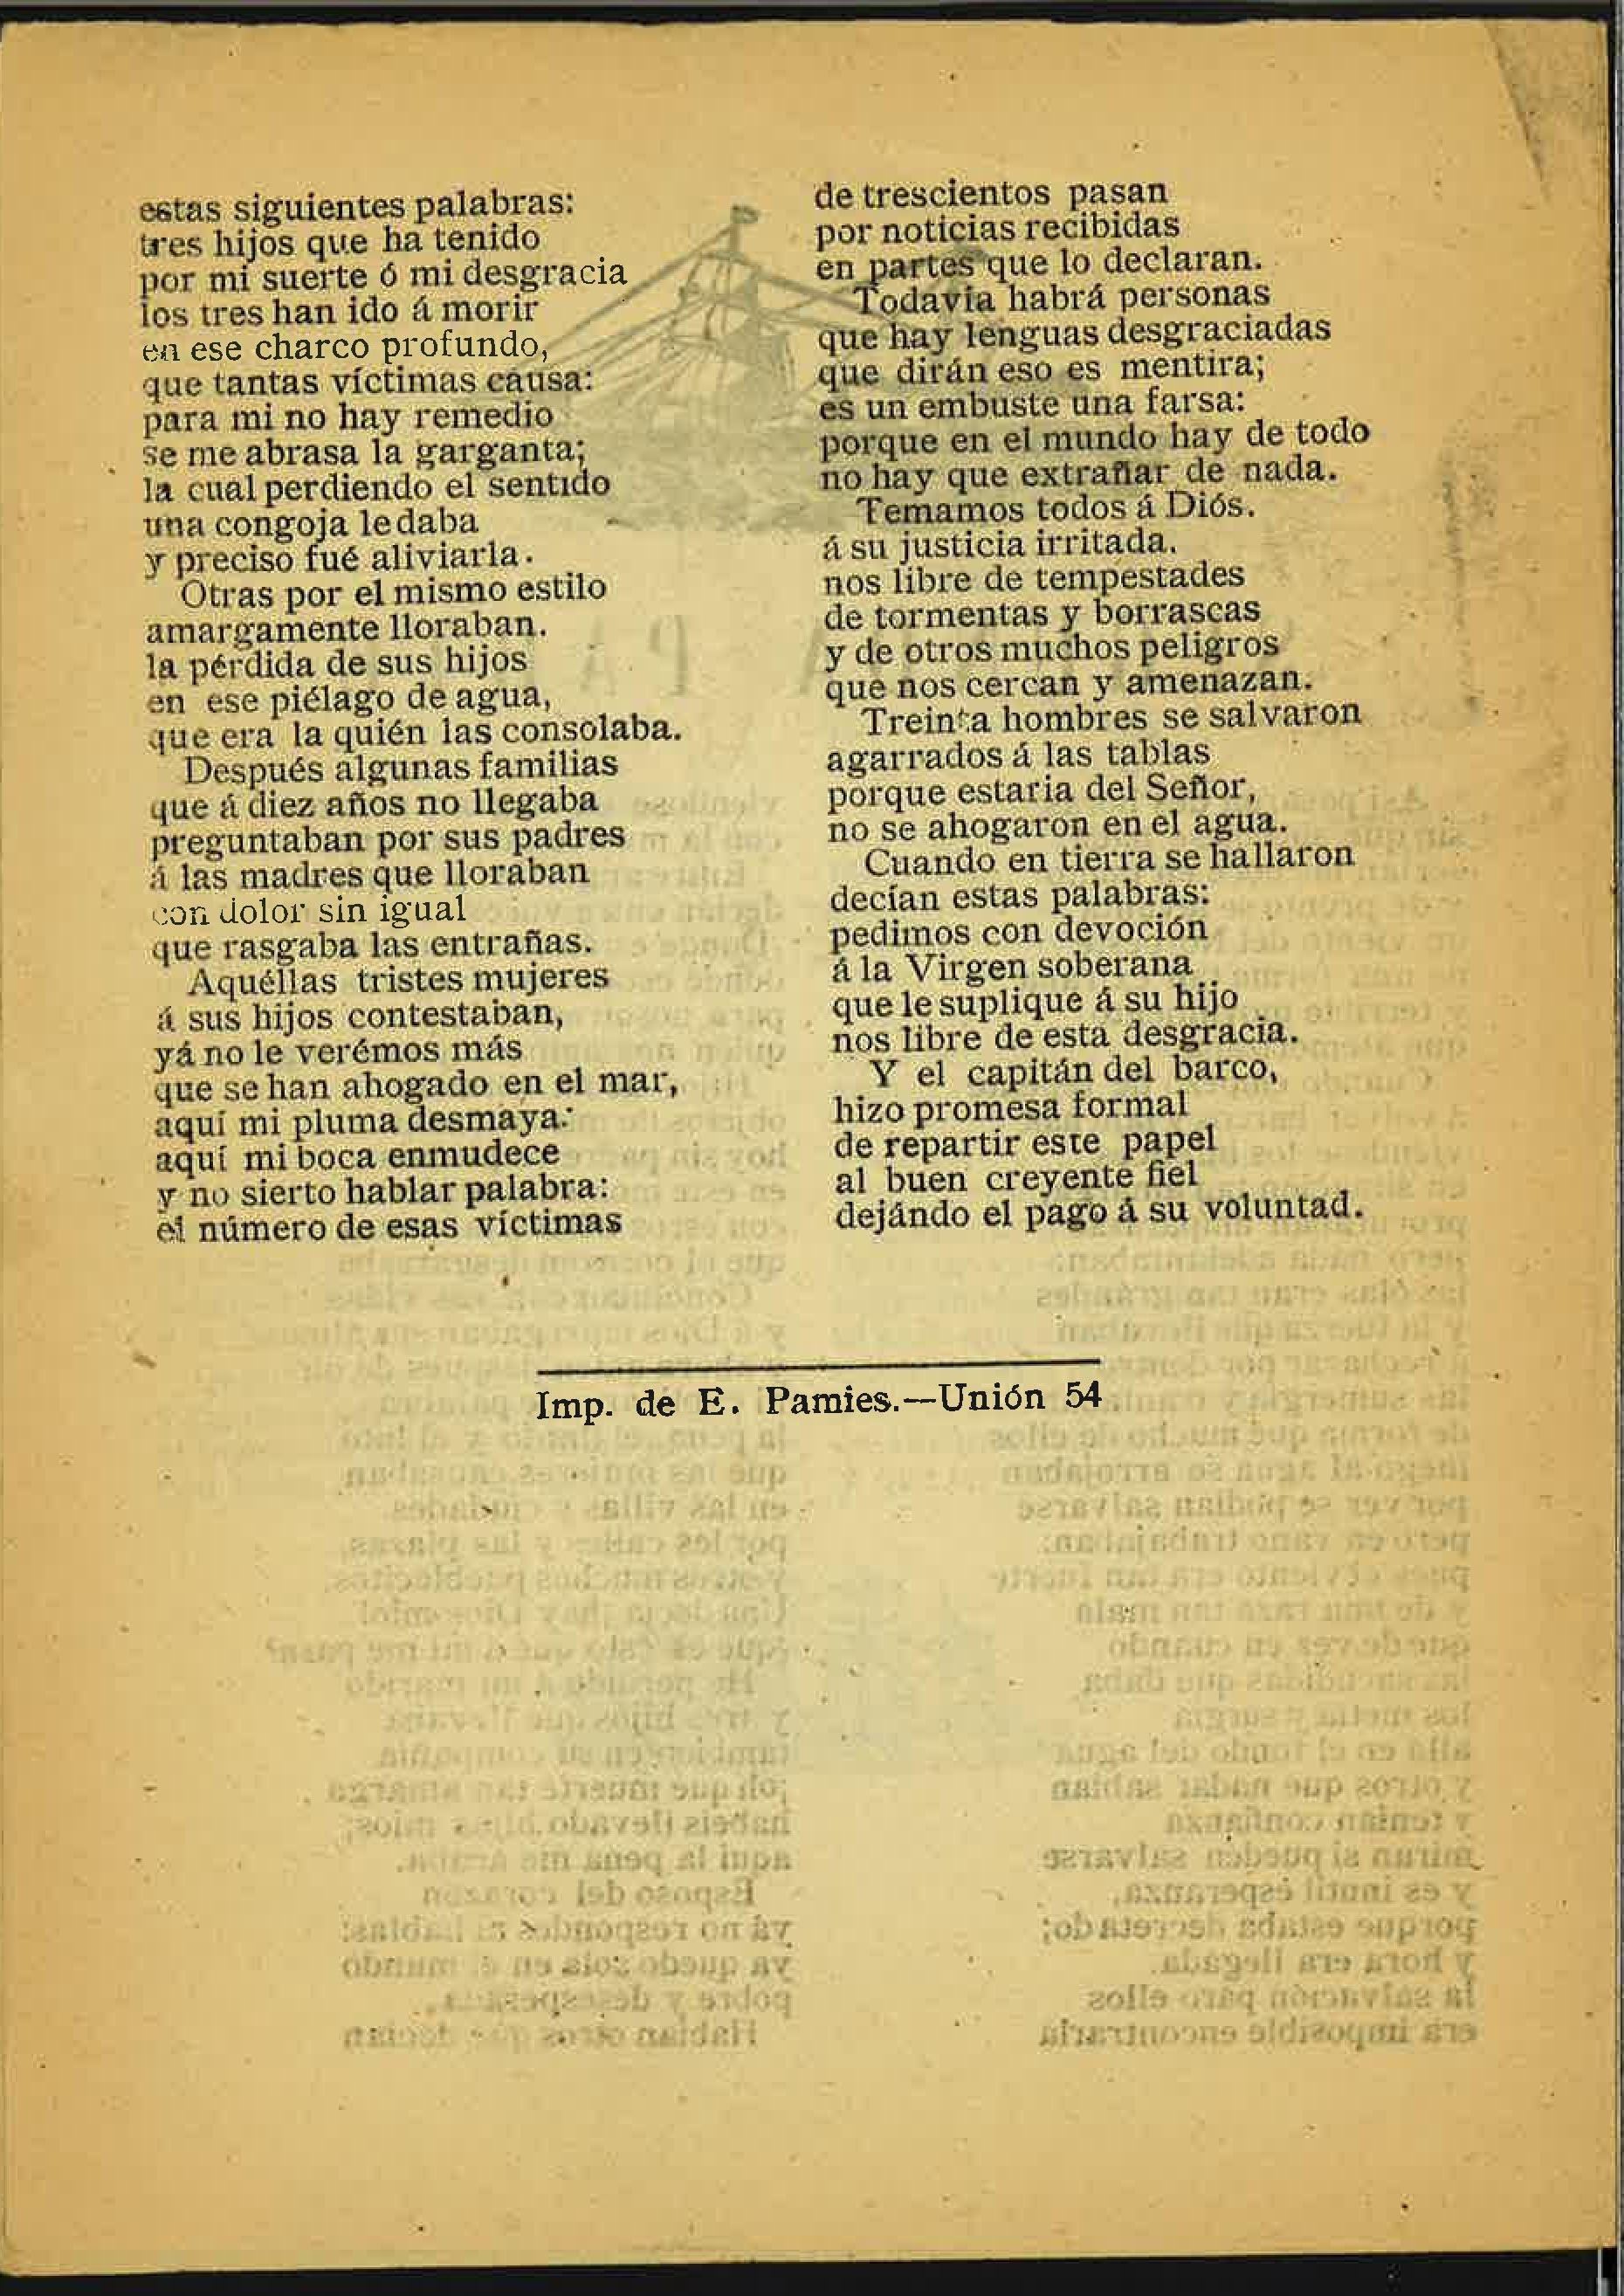 estas siguientes palabras:
tres hijos que ha tenido
por mi suerte ó mi desgracia
los tres han ido á morir
en ese charco profundo,
que tantas víctimas causa:
para mi no hay remedio
se me abrasa la garganta;
la cual perdiendo el sentido
una congoja le daba
y preciso fué aliviarla.
Otras por el mismo estilo
amargamente lloraban.
la pérdida de sus hijos
en ese piélago de agua,
que era la quién las consolaba.
Después algunas familias
que á diez años no llegaba
preguntaban por sus padres
á las madres que lloraban
con dolor sin igual
que rasgaba las entrañas.
Aquéllas tristes mujeres
á sus hijos contestaban,
yá no le verémos más
que se han ahogado en el mar,
aquí mi pluma desmaya:
aquí mi boca enmudece
y no sierto hablar palabra:
el número de esas víctimas
de trescientos pasan
por noticias recibidas
en partes que lo declaran.
Todavía habrá personas
que hay lenguas desgraciadas
que dirán eso es mentira;
es un embuste una farsa:
porque en el mundo hay de todo
no hay que extrañar de nada.
Temamos todos á Diós.
á su justicia irritada.
nos libre de tempestades
de tormentas y borrascas
y de otros muchos peligros
que nos cercan y amenazan.
Treinta hombres se salvaron
agarrados á las tablas
porque estaria del Señor,
no se ahogaron en el agua.
Cuando en tierra se hallaron
decían estas palabras:
pedimos con devoción
á la Virgen soberana
que le suplique á su hijo
nos libre de esta desgracia.
Y el capitán del barco,
hizo promesa formal
de repartir este papel
al buen creyente fiel
dejándo el pago á su voluntad.
Imp. de E. Pamies.—Unión 54